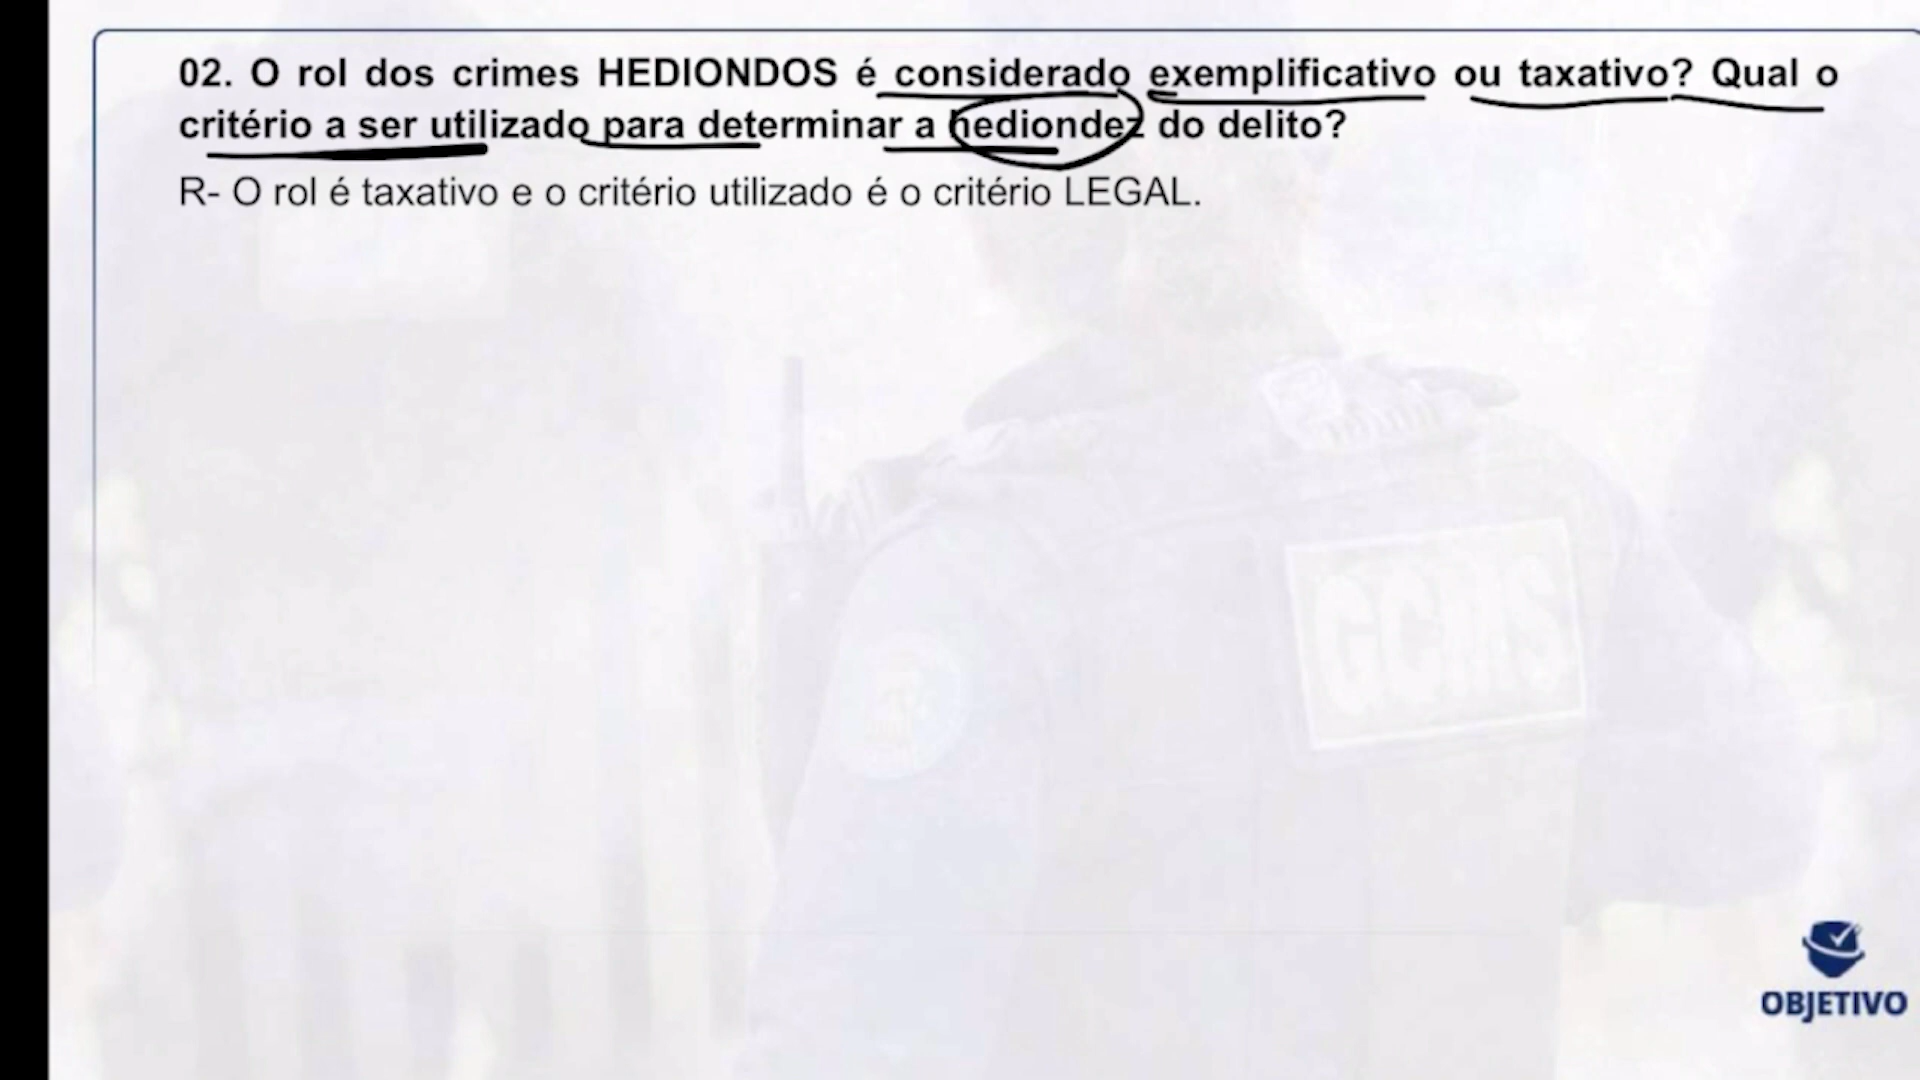 02. O rol dos crimes HEDIONDOS é considerado exemplificativo ou taxativo? Qual o
critério a ser utilizado para determinar a hediondez do delito?
R- O rol é taxativo e o critério utilizado é o critério LEGAL.
GCMS
OBJETIVO